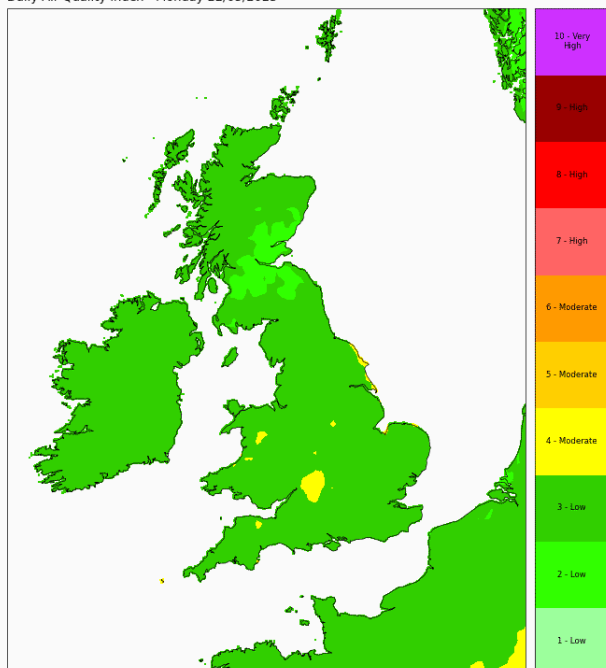 10 - Very
High
9 - High
8 - High
7 - High
6 - Moderate
5 - Moderate
4 - Moderate
3 - Low
2 - Low
1 - Low